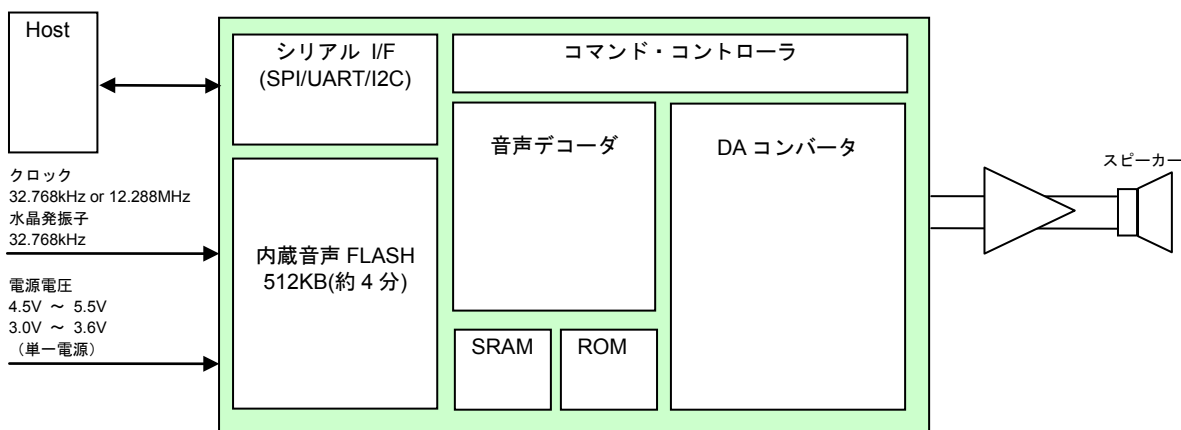 Host
シリアル I/F
(SPI/UART/I2C)
コマンド・コントローラ
音声デコーダ
DA コンバータ
スピーカー
クロック
32.768kHz or 12.288MHz
水晶発振子
32.768kHz
内蔵音声 FLASH
512KB(約 4 分)
電源電圧
4.5V ～ 5.5V
3.0V ～ 3.6V
（単一電源）
SRAM
ROM